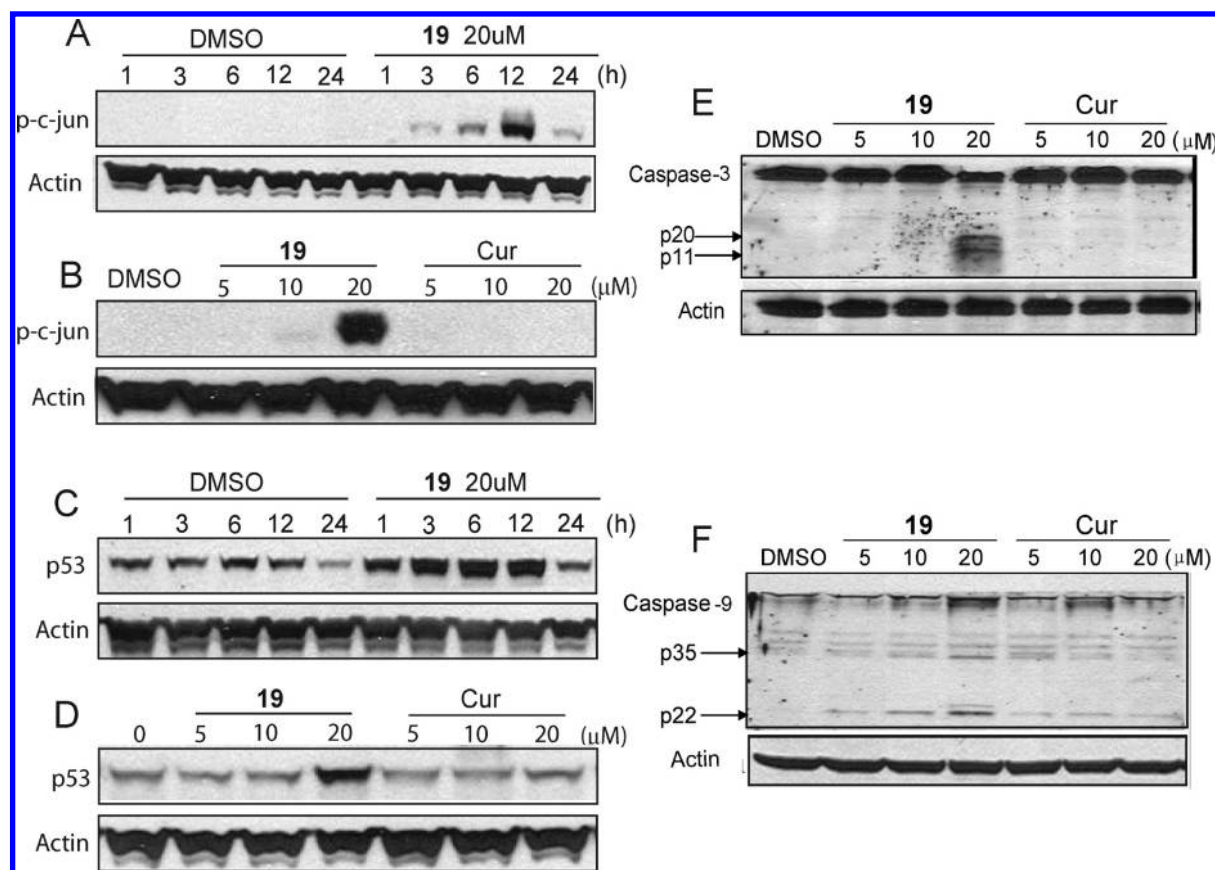 A
DMSO 19 20uM
1 3 6 12 24 1 3 6 12 24 (h)
p-c-jun
Actin
B
19 Cur
DMSO 5 10 20 5 10 20 (μM)
p-c-jun
Actin
C
DMSO 19 20uM
1 3 6 12 24 1 3 6 12 24 (h)
p53
Actin
D
19 Cur
0 5 10 20 5 10 20 (μM)
p53
Actin
E
19 Cur
DMSO 5 10 20 5 10 20 (μM)
Caspase-3
p20
p11
Actin
F
19 Cur
DMSO 5 10 20 5 10 20 (μM)
Caspase -9
p35
p22
Actin